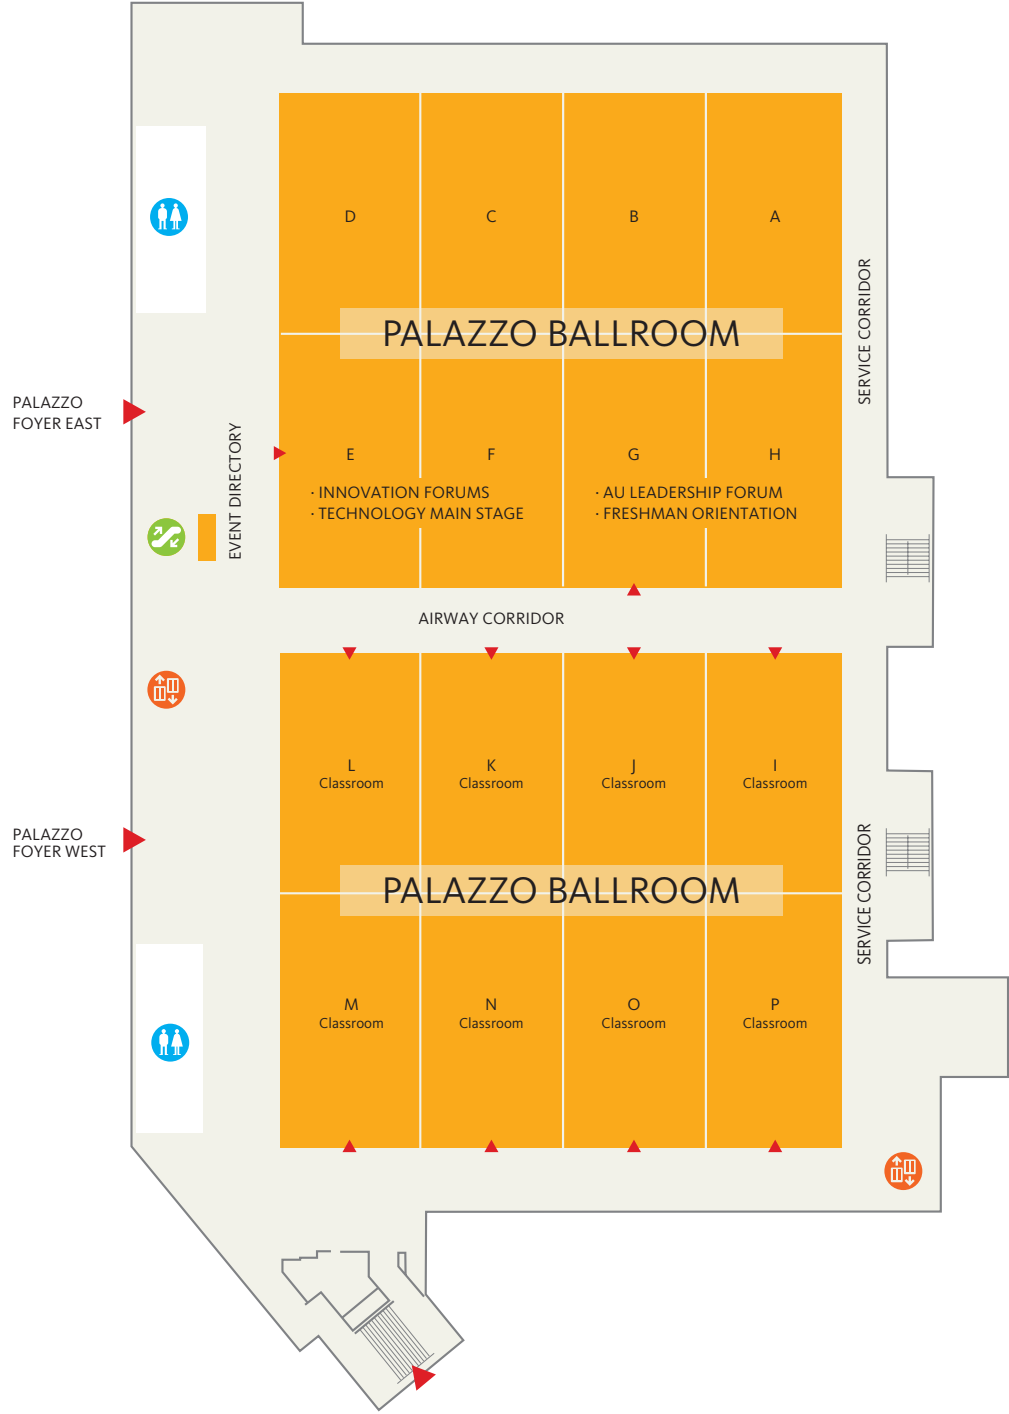 D
C
B
A
PALAZZO BALLROOM
SERVICE CORRIDOR
PALAZZO
FOYER EAST
EVENT DIRECTORY
E
F
G
H
· INNOVATION FORUMS
· TECHNOLOGY MAIN STAGE
· AU LEADERSHIP FORUM
· FRESHMAN ORIENTATION
AIRWAY CORRIDOR
L
Classroom
K
Classroom
J
Classroom
I
Classroom
PALAZZO
FOYER WEST
PALAZZO BALLROOM
SERVICE CORRIDOR
M
Classroom
N
Classroom
O
Classroom
P
Classroom